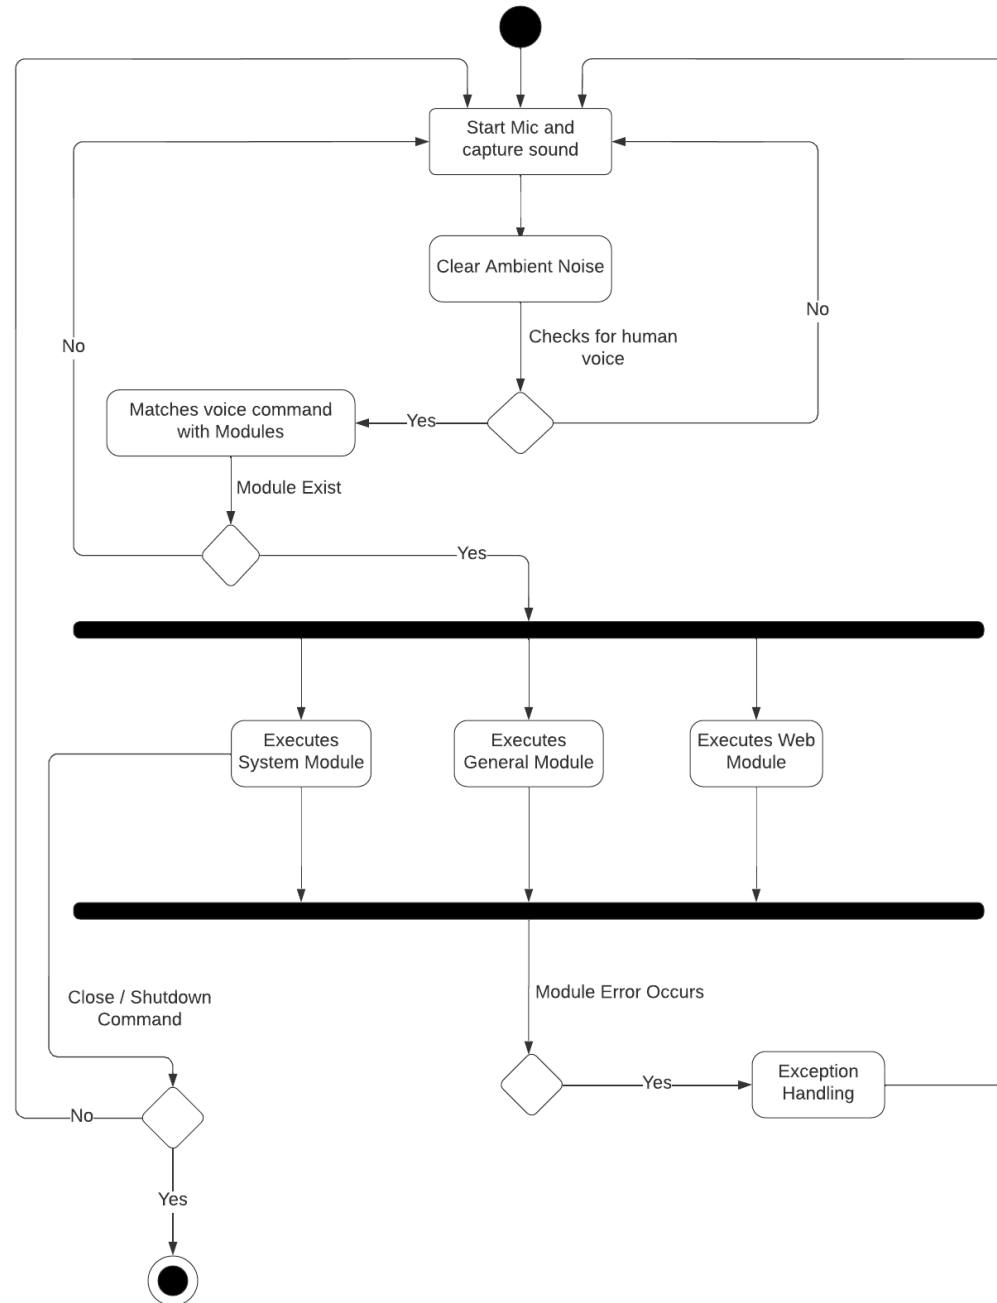 Start Mic and
capture sound
Clear Ambient Noise
No
Checks for human
voice
No
Matches voice command
with Modules
Yes
Module Exist
Yes
Executes
System Module
Executes
General Module
Executes Web
Module
Close / Shutdown
Command
Module Error Occurs
Yes
Exception
Handling
No
Yes